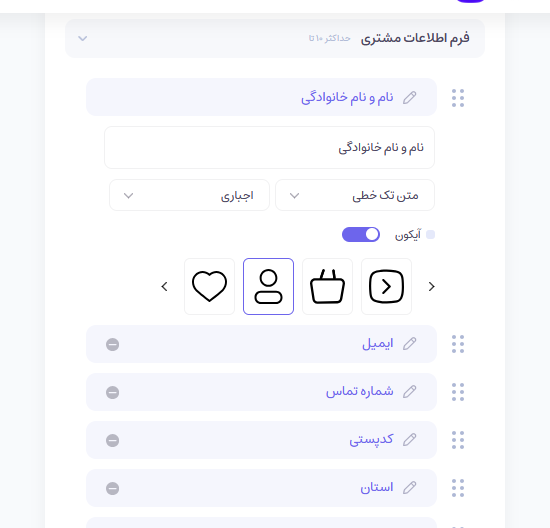 فرم اطلاعات مشتری حداکثر ۱۰ تا
نام و نام خانوادگی
نام و نام خانوادگی
متن تک خطی اجباری
آیکون
ایمیل
شماره تماس
کدپستی
استان